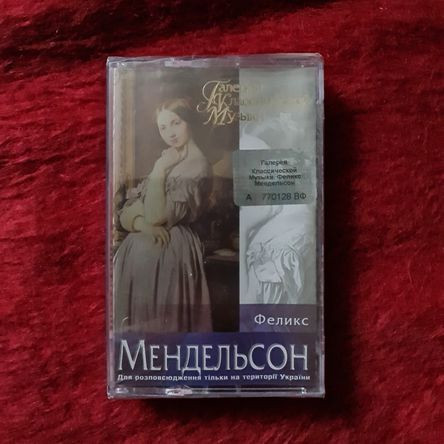 Галерея
Классической
Музыки
Галерея
Классической
Музыки. Феликс
Мендельсон
А 770128 ВФ
Феликс
МЕНДЕЛЬСОН
Для розповсюдження тільки на території України